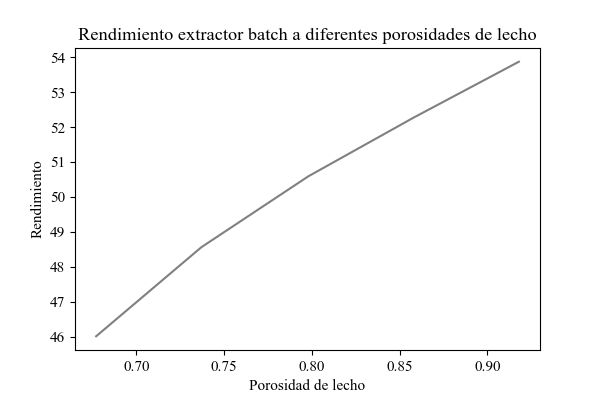 Rendimiento extractor batch a diferentes porosidades de lecho
54
53
52
51
50
49
48
47
46
Rendimiento
0.70 0.75 0.80 0.85 0.90
Porosidad de lecho